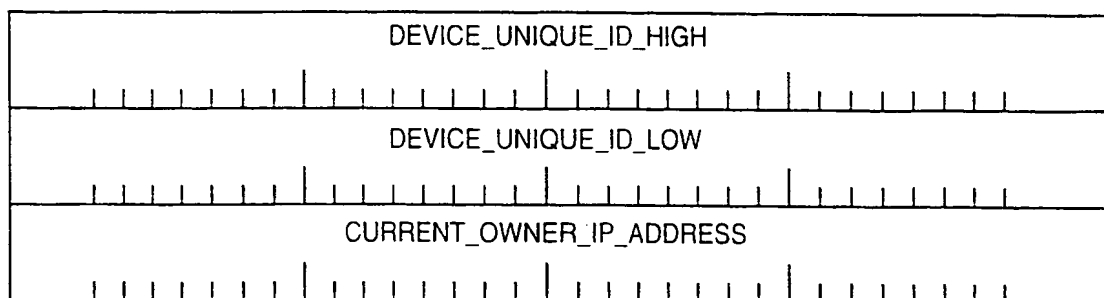 DEVICE_UNIQUE_ID_HIGH
DEVICE_UNIQUE_ID_LOW
CURRENT_OWNER_IP_ADDRESS